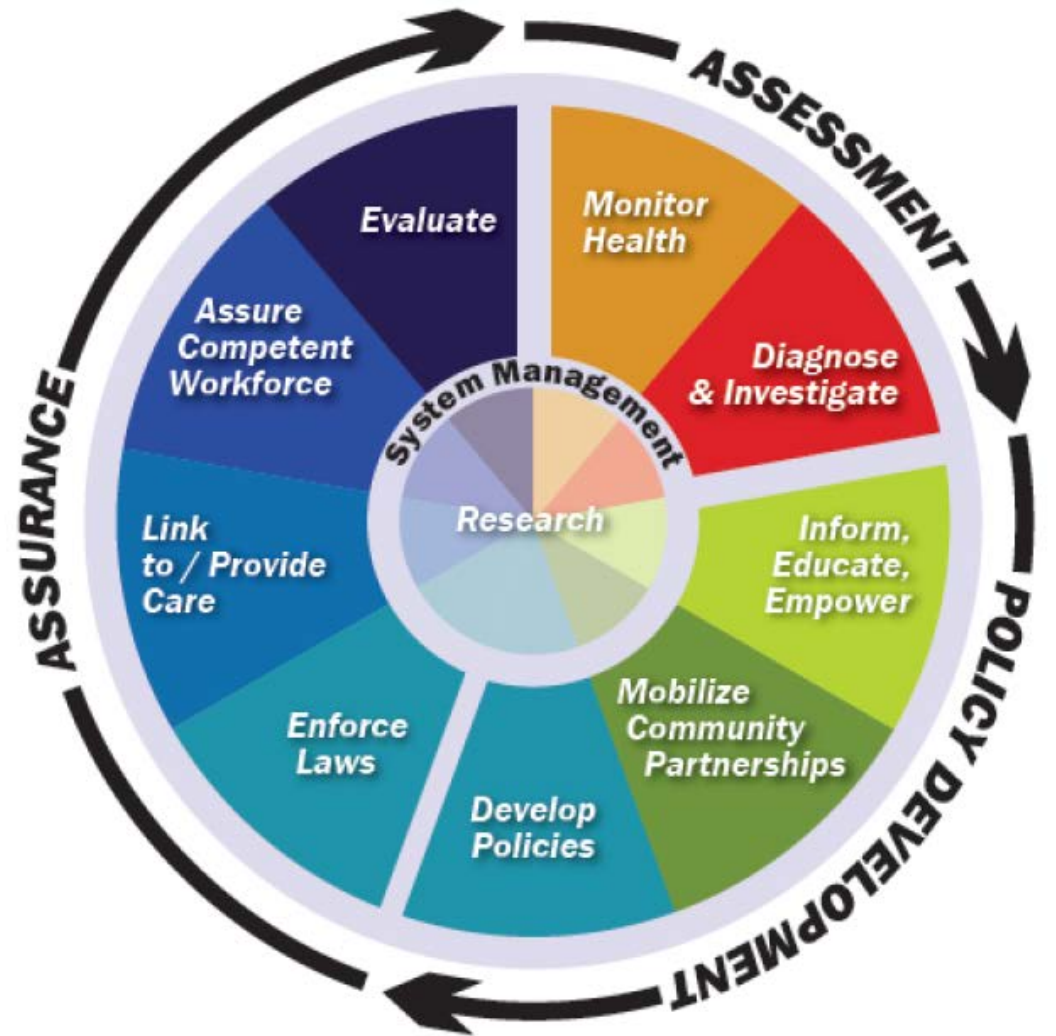 ASSESSMENT
POLICY DEVELOPMENT
ASSURANCE
Monitor
Health
Diagnose
& Investigate
Inform,
Educate,
Empower
Mobilize
Community
Partnerships
Develop
Policies
Enforce
Laws
Link
to / Provide
Care
Assure
Competent
Workforce
Evaluate
System Management
Research